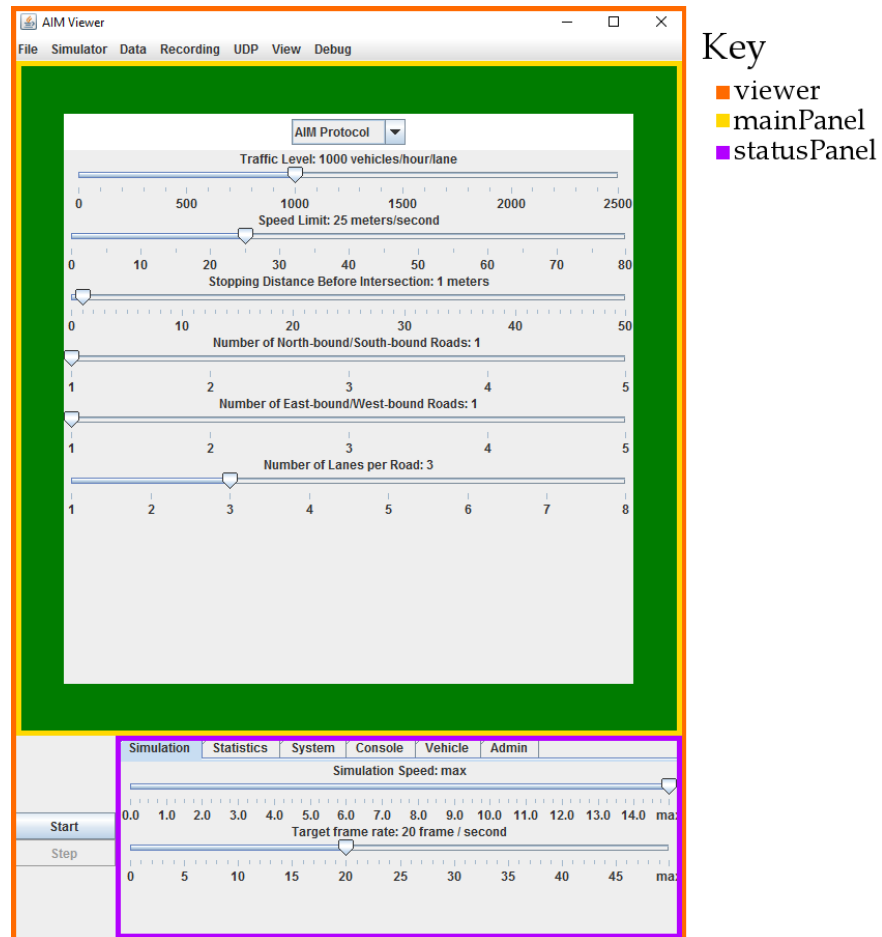 AIM Viewer
File Simulator Data Recording UDP View Debug
Key
viewer
mainPanel
statusPanel
AIM Protocol
Traffic Level: 1000 vehicles/hour/lane
0 500 1000 1500 2000 2500
Speed Limit: 25 meters/second
0 10 20 30 40 50 60 70 80
Stopping Distance Before Intersection: 1 meters
0 10 20 30 40 50
Number of North-bound/South-bound Roads: 1
1 2 3 4 5
Number of East-bound/West-bound Roads: 1
1 2 3 4 5
Number of Lanes per Road: 3
1 2 3 4 5 6 7 8
Simulation Statistics System Console Vehicle Admin
Simulation Speed: max
0.0 1.0 2.0 3.0 4.0 5.0 6.0 7.0 8.0 9.0 10.0 11.0 12.0 13.0 14.0 max
Start
Target frame rate: 20 frame / second
Step
0 5 10 15 20 25 30 35 40 45 max